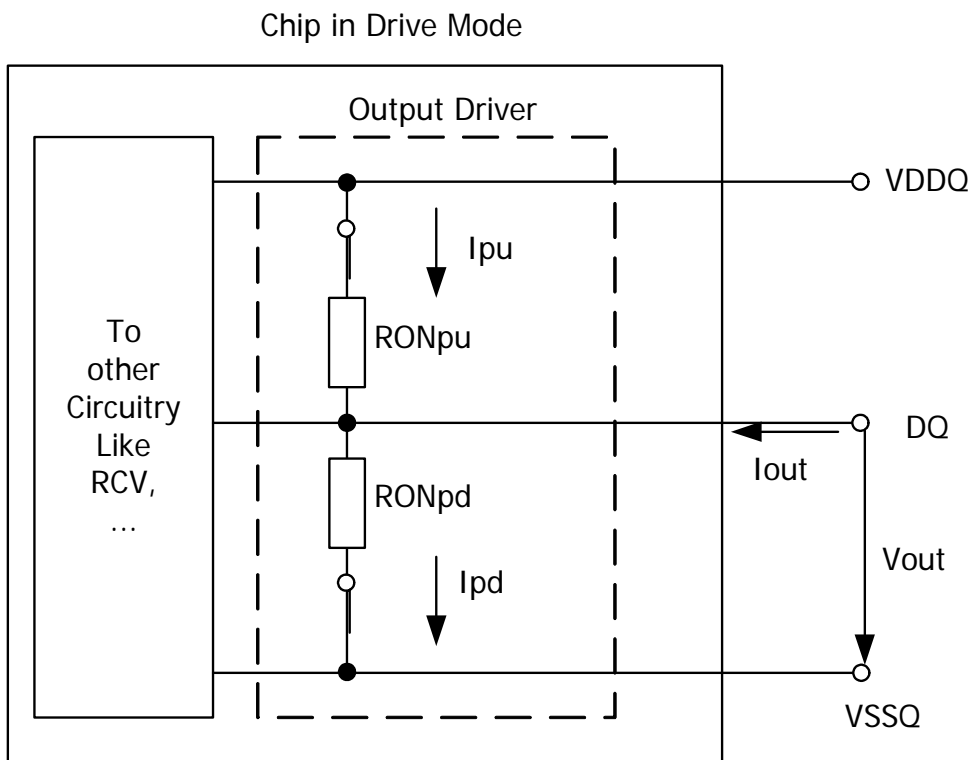 Chip in Drive Mode
Output Driver
VDDQ
Ipu
To
other
Circuitry
Like
RCV,
...
RONpu
DQ
Iout
RONpd
Vout
Ipd
VSSQ